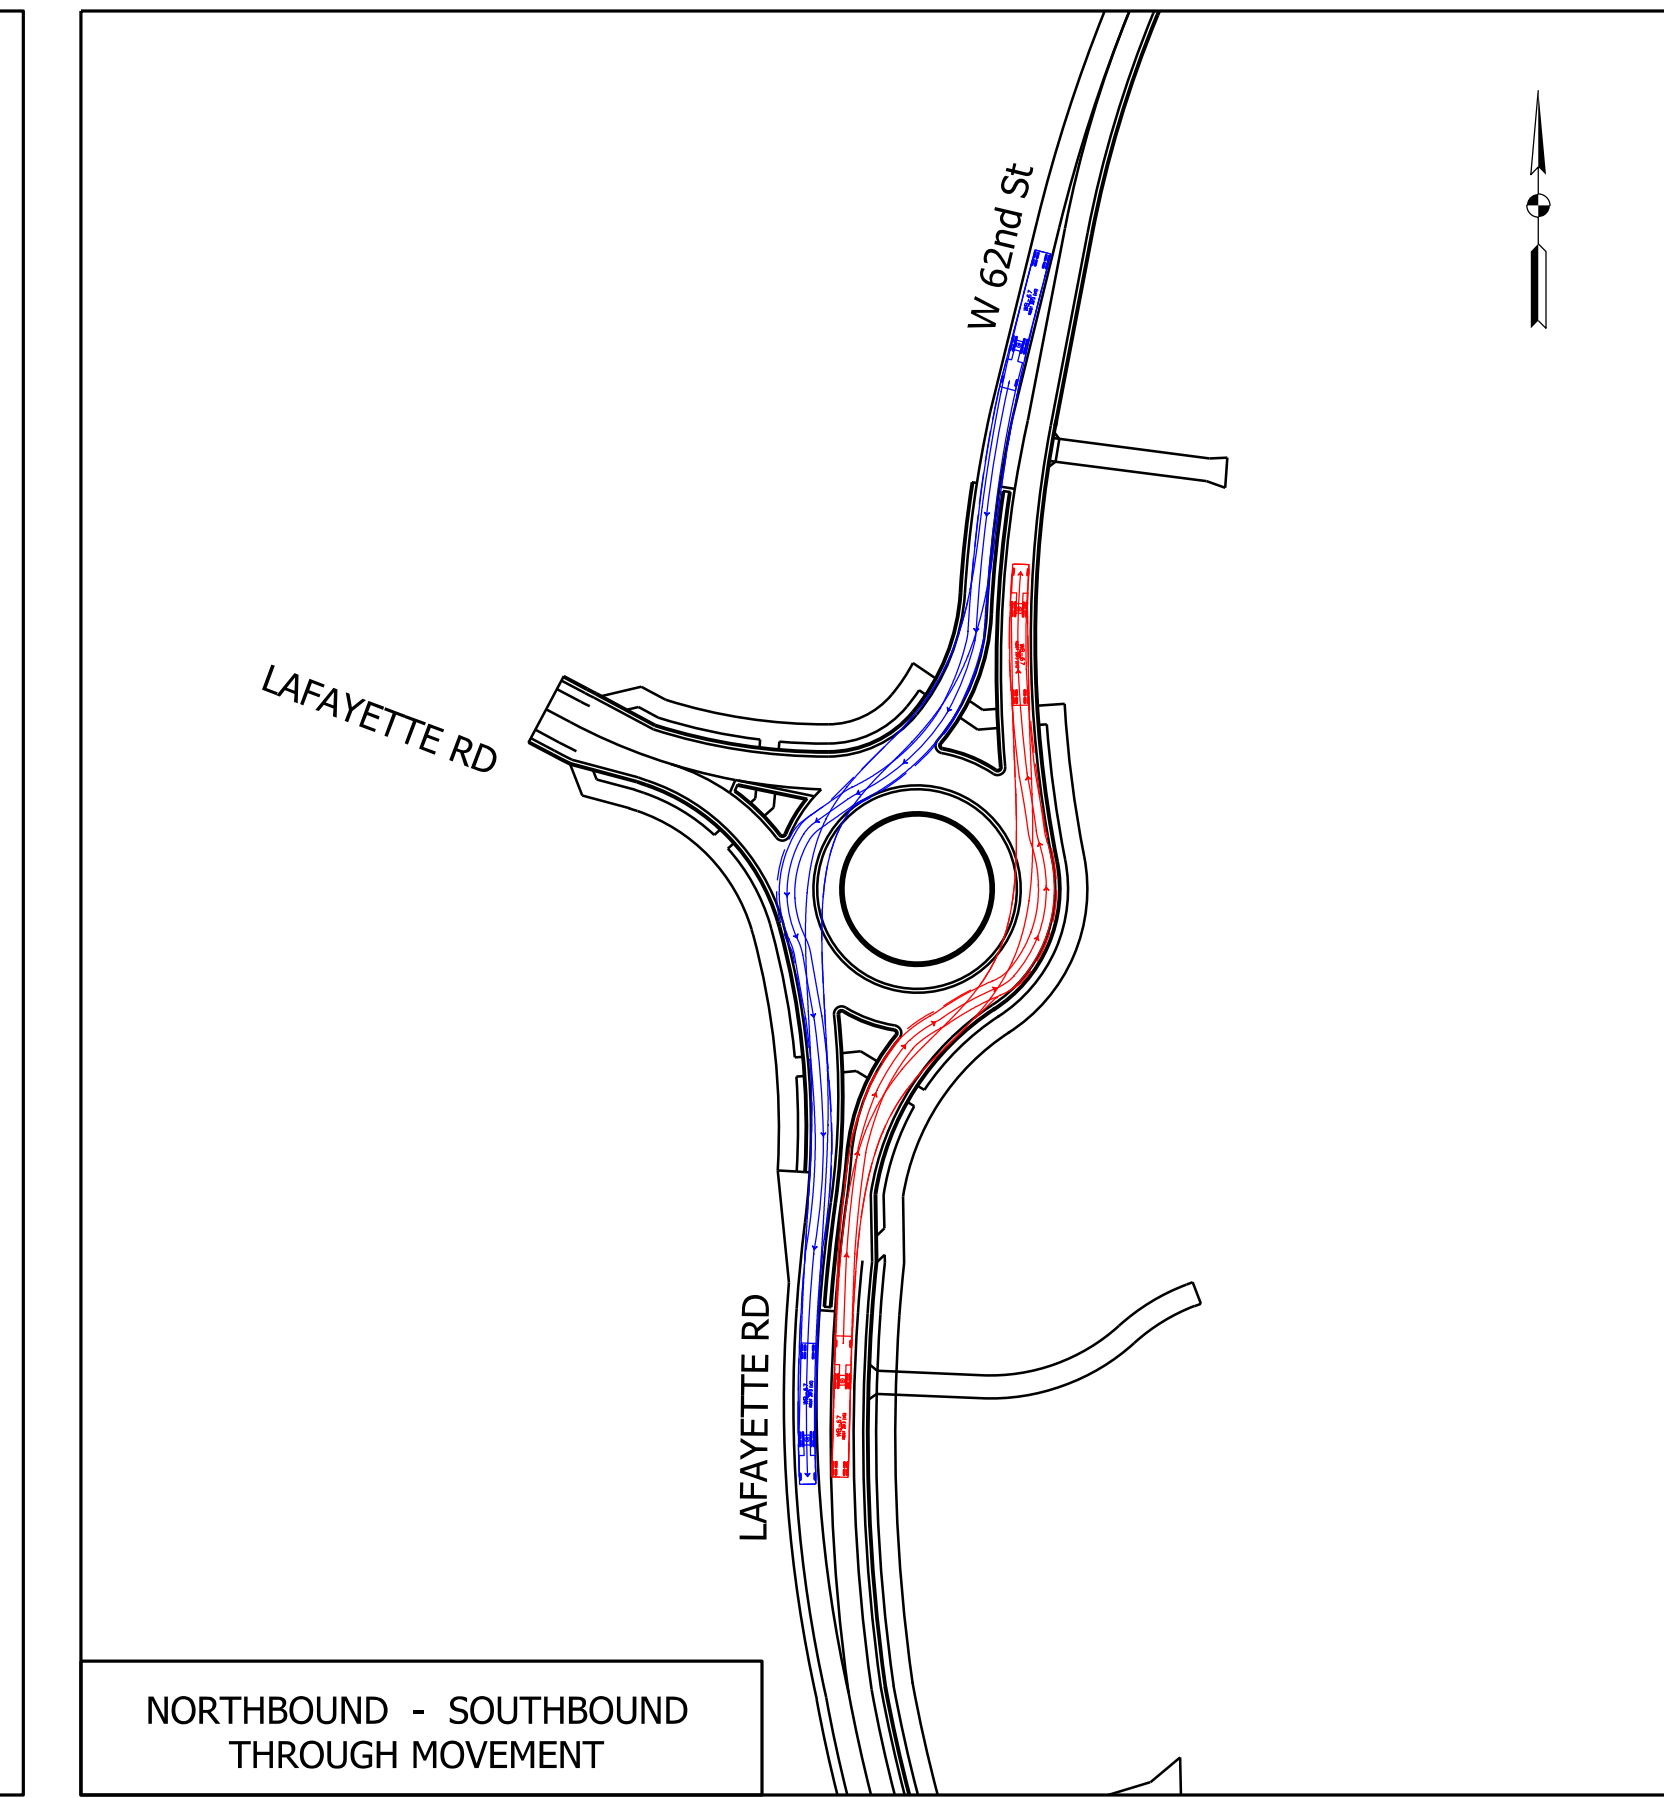 W 62nd St
LAFAYETTE RD
LAFAYETTE RD
NORTHBOUND - SOUTHBOUND
THROUGH MOVEMENT